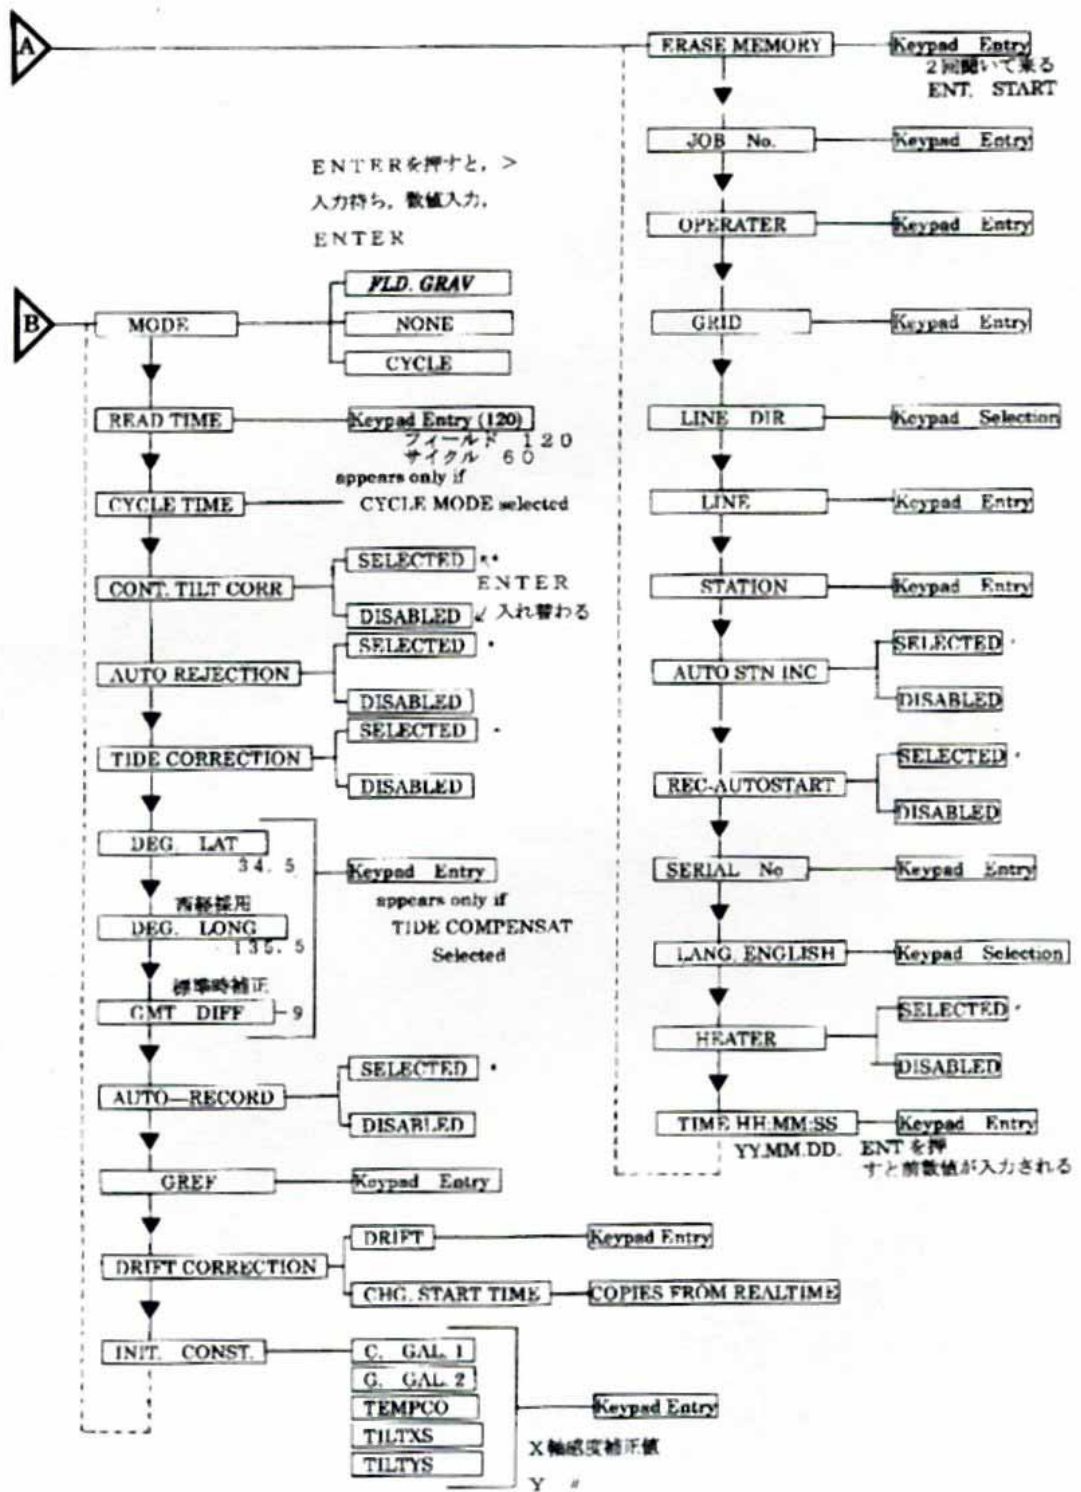 A
ERASE MEMORY
Keypad Entry
2回聞いて来る
ENT. START
JOB No.
Keypad Entry
OPERATER
Keypad Entry
GRID
Keypad Entry
LINE DIR
Keypad Selection
LINE
Keypad Entry
STATION
Keypad Entry
AUTO STN INC
SELECTED
DISABLED
REC-AUTOSTART
SELECTED
DISABLED
SERIAL No
Keypad Entry
LANG. ENGLISH
Keypad Selection
HEATER
SELECTED
DISABLED
TIME HH:MM:SS
Keypad Entry
YY.MM.DD. ENTを押
すと前数値が入力される
ENTERを押すと, >
入力待ち, 数値入力,
ENTER
B
MODE
FLD. GRAV
NONE
CYCLE
READ TIME
Keypad Entry (120)
フィールド 120
サイクル 60
CYCLE TIME
appears only if
CYCLE MODE selected
CONT. TILT CORR
SELECTED **
ENTER
DISABLED ↙ 入れ替わる
AUTO REJECTION
SELECTED *
DISABLED
TIDE CORRECTION
SELECTED
DISABLED
DEG. LAT
34.5
西経採用
DEG. LONG
-135.5
標準時補正
GMT DIFF -9
Keypad Entry
appears only if
TIDE COMPENSAT
Selected
AUTO—RECORD
SELECTED *
DISABLED
GREF
Keypad Entry
DRIFT CORRECTION
DRIFT
Keypad Entry
CHG. START TIME
COPIES FROM REALTIME
INIT. CONST.
C. GAL. 1
G. GAL. 2
TEMPCO
TILTXS
TILTYS
Keypad Entry
X軸感度補正値
Y 〃